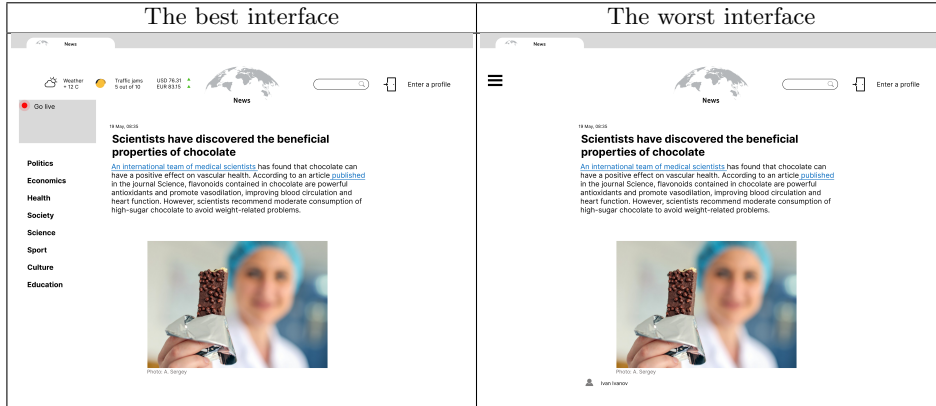 The best interface
The worst interface
News
Weather
+ 12 C
Traffic jams
5 out of 10
USD 76.31
EUR 83.15
Enter a profile
News
Go live
19 May, 08:35
Scientists have discovered the beneficial
properties of chocolate
An international team of medical scientists has found that chocolate can
have a positive effect on vascular health. According to an article published
in the journal Science, flavonoids contained in chocolate are powerful
antioxidants and promote vasodilation, improving blood circulation and
heart function. However, scientists recommend moderate consumption of
high-sugar chocolate to avoid weight-related problems.
Politics
Economics
Health
Society
Science
Sport
Culture
Education
Photo: A. Sergey
News
Enter a profile
News
19 May, 08:35
Scientists have discovered the beneficial
properties of chocolate
An international team of medical scientists has found that chocolate can
have a positive effect on vascular health. According to an article published
in the journal Science, flavonoids contained in chocolate are powerful
antioxidants and promote vasodilation, improving blood circulation and
heart function. However, scientists recommend moderate consumption of
high-sugar chocolate to avoid weight-related problems.
Photo: A. Sergey
Ivan Ivanov